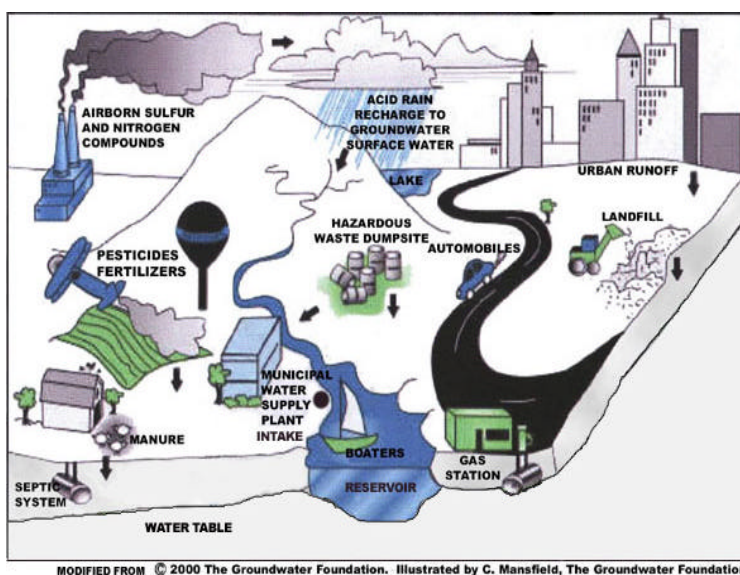 AIRBORN SULFUR
AND NITROGEN
COMPOUNDS
ACID RAIN
RECHARGE TO
GROUNDWATER
SURFACE WATER
LAKE
URBAN RUNOFF
LANDFILL
HAZARDOUS
WASTE DUMPSITE
AUTOMOBILES
PESTICIDES
FERTILIZERS
MUNICIPAL
WATER
SUPPLY
PLANT
INTAKE
MANURE
BOATERS
GAS
STATION
SEPTIC
SYSTEM
RESERVOIR
WATER TABLE
MODIFIED FROM © 2000 The Groundwater Foundation. Illustrated by C. Mansfield, The Groundwater Foundation